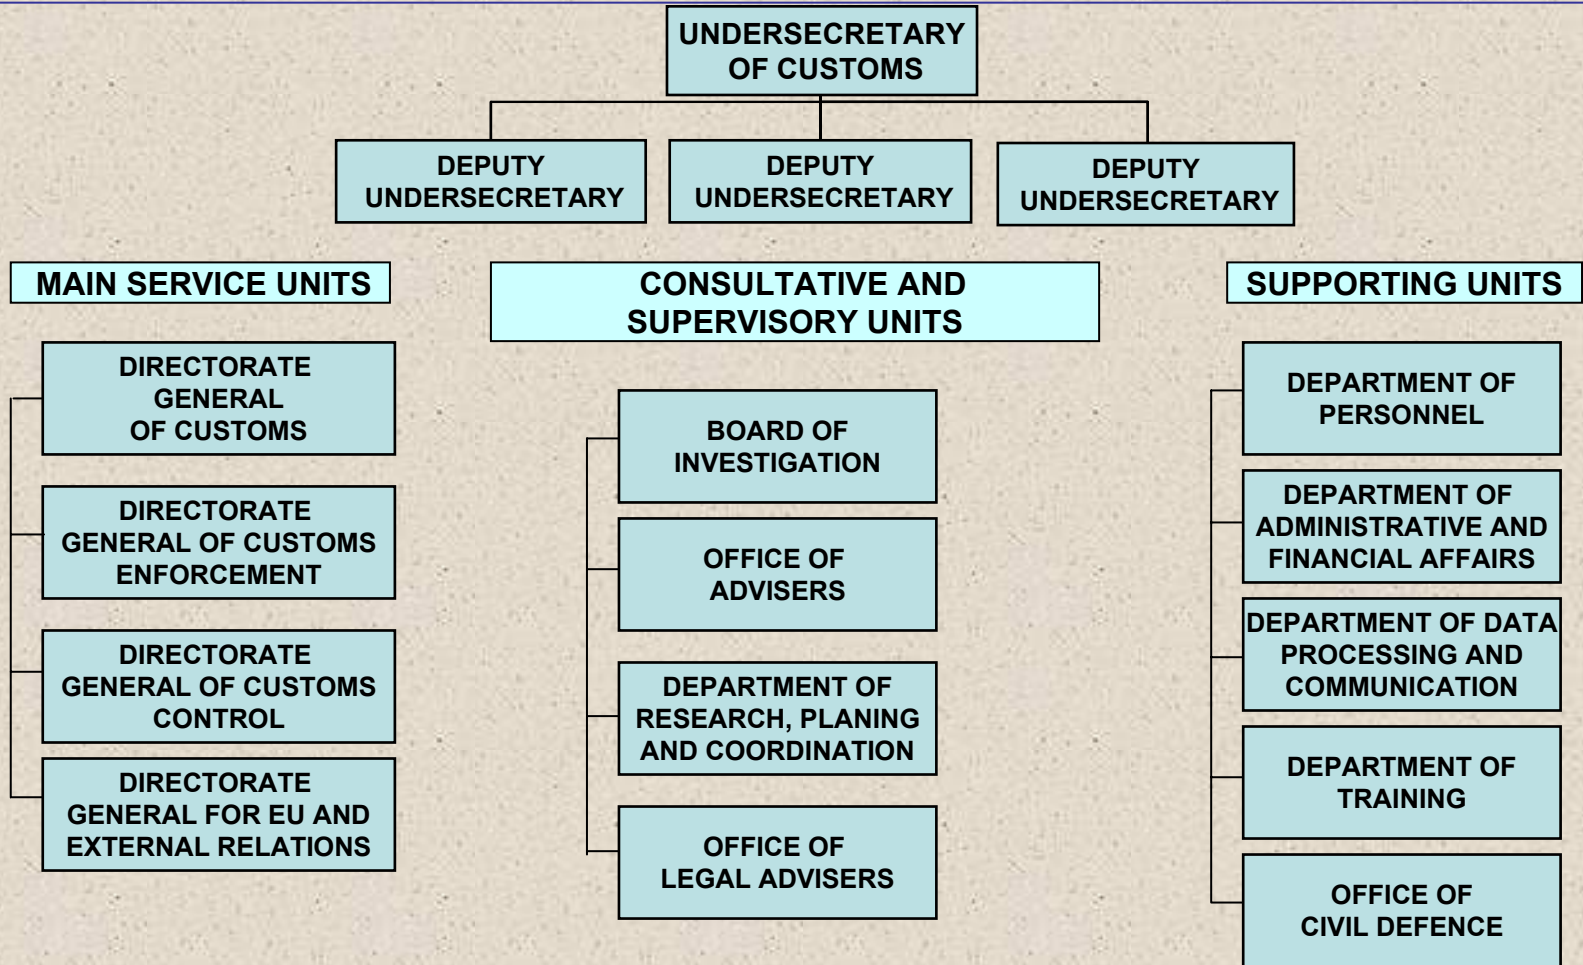 UNDERSECRETARY
OF CUSTOMS
DEPUTY
UNDERSECRETARY
DEPUTY
UNDERSECRETARY
DEPUTY
UNDERSECRETARY
MAIN SERVICE UNITS
DIRECTORATE
GENERAL
OF CUSTOMS
DIRECTORATE
GENERAL OF CUSTOMS
ENFORCEMENT
DIRECTORATE
GENERAL OF CUSTOMS
CONTROL
DIRECTORATE
GENERAL FOR EU AND
EXTERNAL RELATIONS
CONSULTATIVE AND
SUPERVISORY UNITS
BOARD OF
INVESTIGATION
OFFICE OF
ADVISERS
DEPARTMENT OF
RESEARCH, PLANING
AND COORDINATION
OFFICE OF
LEGAL ADVISERS
SUPPORTING UNITS
DEPARTMENT OF
PERSONNEL
DEPARTMENT OF
ADMINISTRATIVE AND
FINANCIAL AFFAIRS
DEPARTMENT OF DATA
PROCESSING AND
COMMUNICATION
DEPARTMENT OF
TRAINING
OFFICE OF
CIVIL DEFENCE